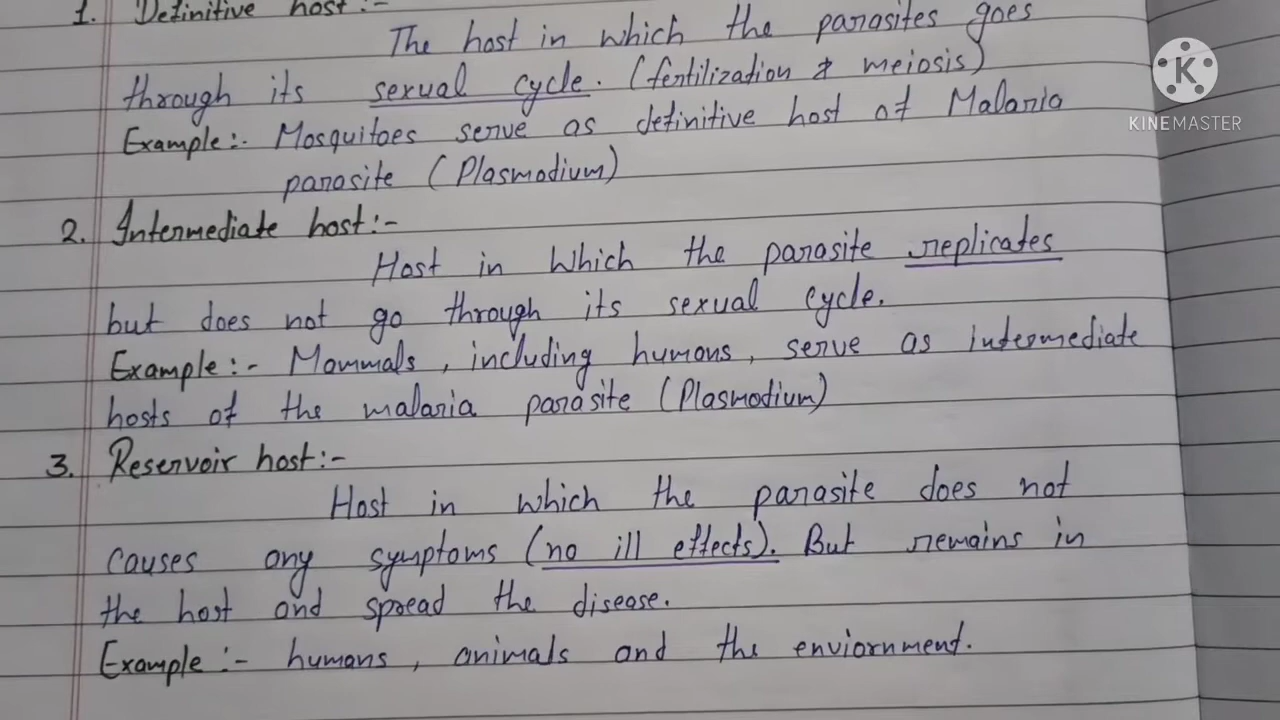 1. Definitive host:-
The host in which the parasites goes
through its sexual cycle. (fertilization & meiosis)
Example:- Mosquitoes serve as definitive host of Malaria
parasite (Plasmodium)
2. Intermediate host:-
Host in which the parasite replicates
but does not go through its sexual cycle.
Example:- Mammals, including humans, serve as intermediate
hosts of the malaria parasite (Plasmodium)
3. Reservoir host:-
Host in which the parasite does not
causes any symptoms (no ill effects). But remains in
the host and spread the disease.
Example:- humans, animals and the enviornment.
K
KINEMASTER